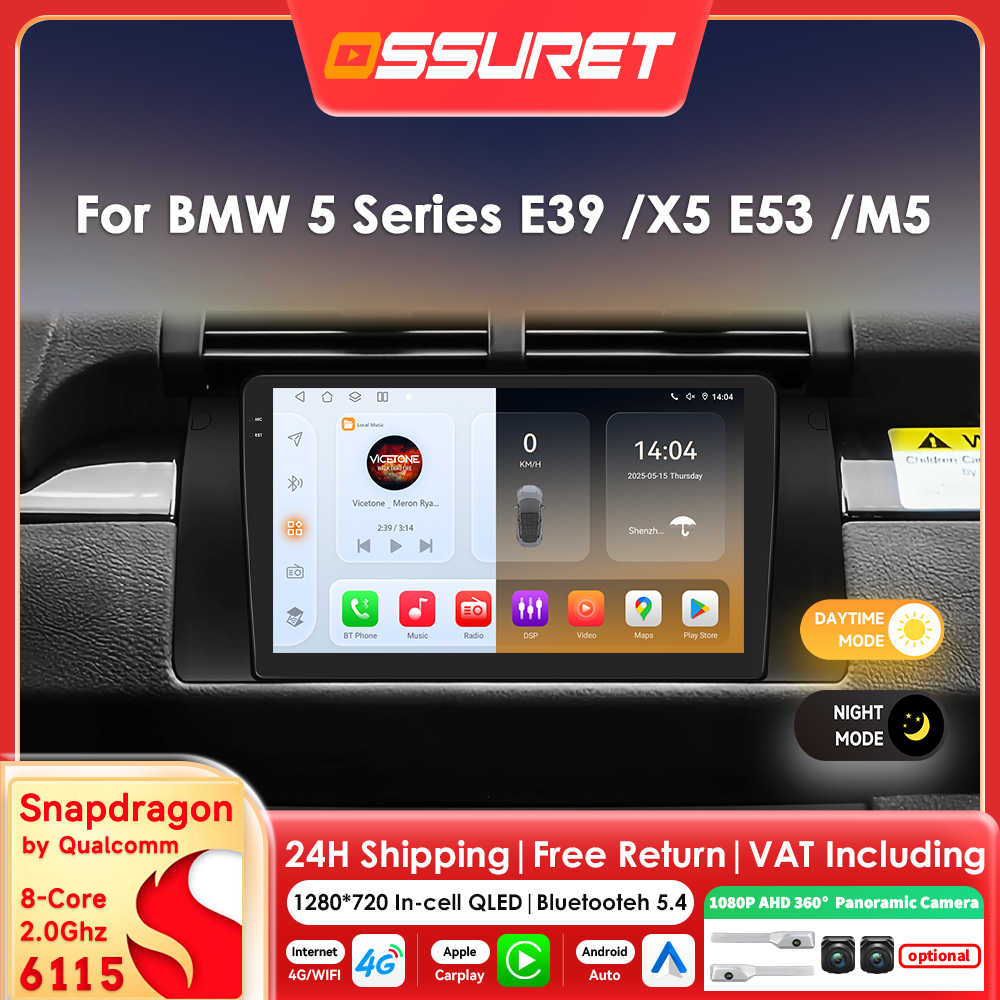 OSSURET
For BMW 5 Series E39 /X5 E53 /M5
14:04
MIC
RST
Local Music
VICETONE
Vicetone _ Meron Rya...
2:39 / 3:14
0
KM/H
14:04
2025-05-15 Thursday
Shenzh...
BT Phone
Music
Radio
DSP
Video
Maps
Play Store
Children
by
DAYTIME
MODE
NIGHT
MODE
Snapdragon
by Qualcomm
8-Core
2.0Ghz
6115
24H Shipping|Free Return|VAT Including
1280*720 In-cell QLED|Bluetooteh 5.4
1080P AHD 360° Panoramic Camera
Internet
4G/WIFI
4G
Apple
Carplay
Android
Auto
optional